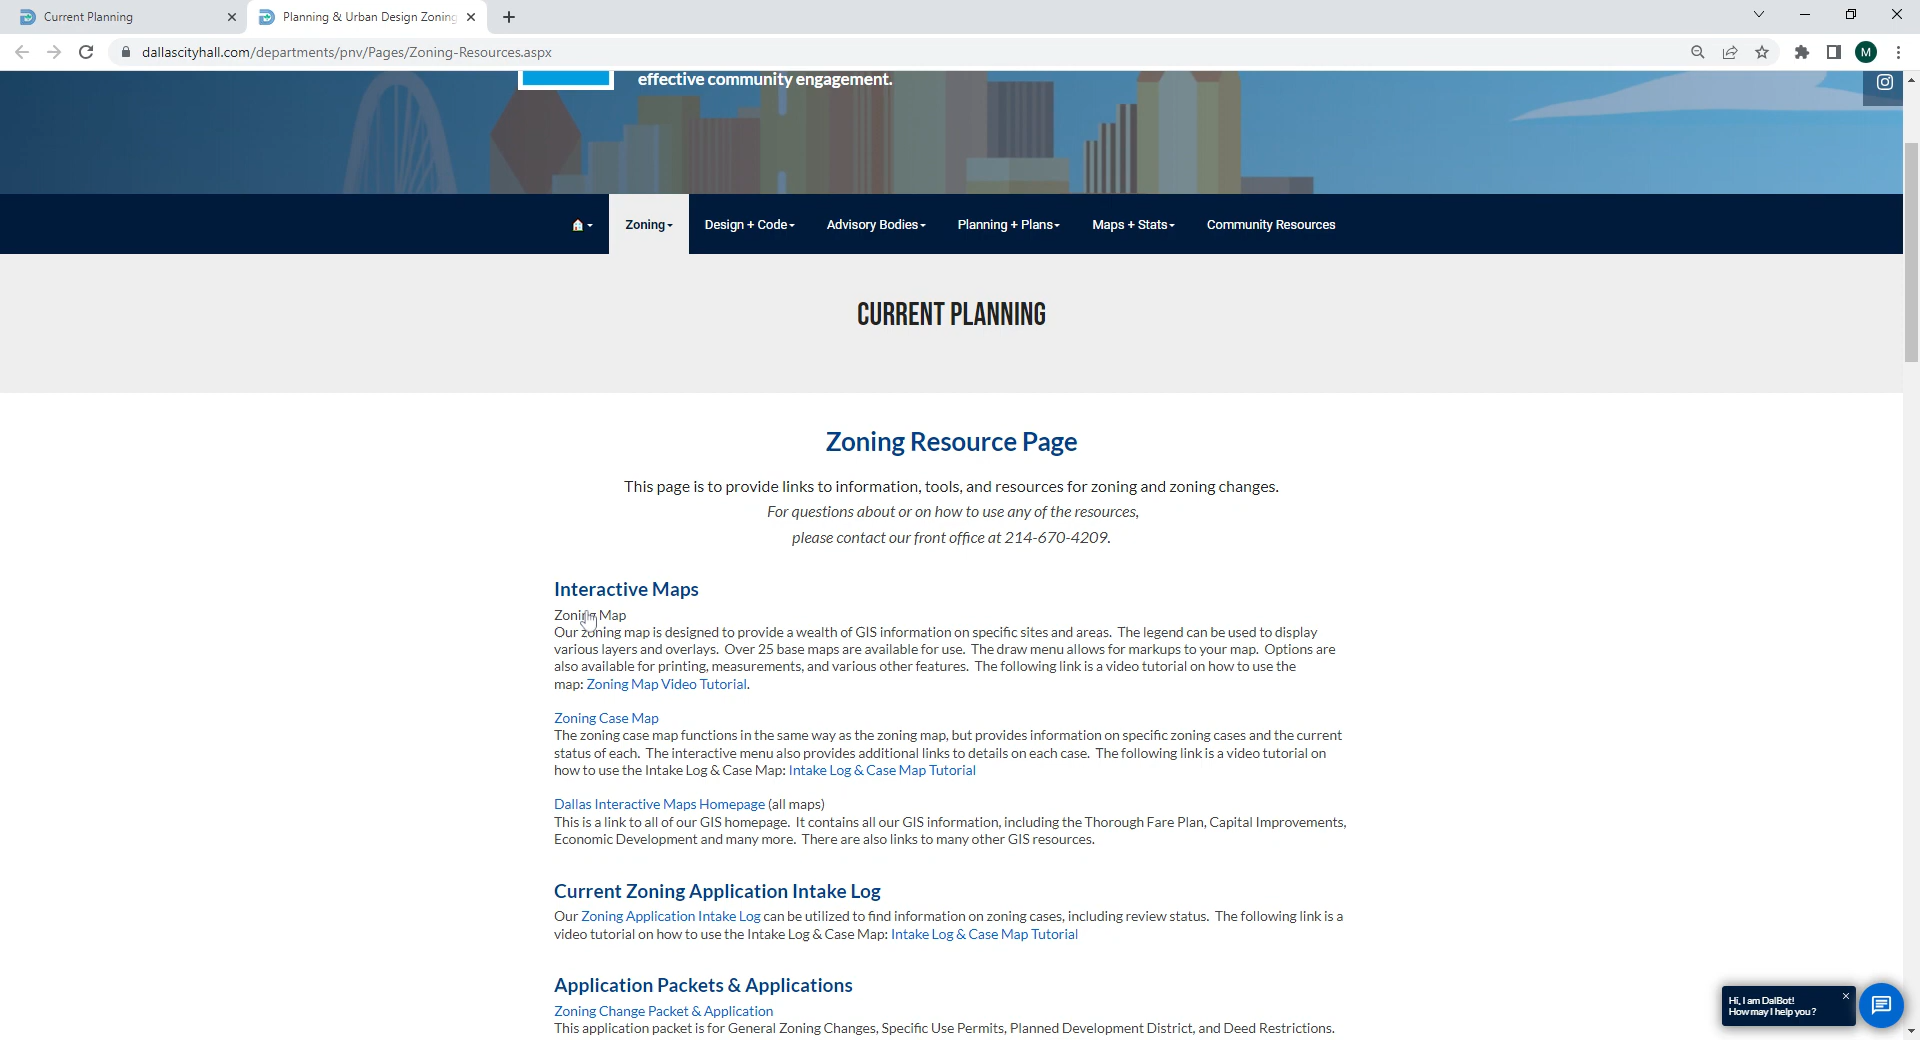 Current Planning
Planning & Urban Design Zoning
dallascityhall.com/departments/pnv/Pages/Zoning-Resources.aspx
M
effective community engagement.
Zoning
Design + Code
Advisory Bodies
Planning + Plans
Maps + Stats
Community Resources
CURRENT PLANNING
Zoning Resource Page
This page is to provide links to information, tools, and resources for zoning and zoning changes.
For questions about or on how to use any of the resources,
please contact our front office at 214-670-4209.
Interactive Maps
Zoning Map
Our zoning map is designed to provide a wealth of GIS information on specific sites and areas. The legend can be used to display
various layers and overlays. Over 25 base maps are available for use. The draw menu allows for markups to your map. Options are
also available for printing, measurements, and various other features. The following link is a video tutorial on how to use the
map: Zoning Map Video Tutorial.
Zoning Case Map
The zoning case map functions in the same way as the zoning map, but provides information on specific zoning cases and the current
status of each. The interactive menu also provides additional links to details on each case. The following link is a video tutorial on
how to use the Intake Log & Case Map: Intake Log & Case Map Tutorial
Dallas Interactive Maps Homepage (all maps)
This is a link to all of our GIS homepage. It contains all our GIS information, including the Thorough Fare Plan, Capital Improvements,
Economic Development and many more. There are also links to many other GIS resources.
Current Zoning Application Intake Log
Our Zoning Application Intake Log can be utilized to find information on zoning cases, including review status. The following link is a
video tutorial on how to use the Intake Log & Case Map: Intake Log & Case Map Tutorial
Application Packets & Applications
Zoning Change Packet & Application
This application packet is for General Zoning Changes, Specific Use Permits, Planned Development District, and Deed Restrictions.
Hi, I am DalBot!
How may I help you?